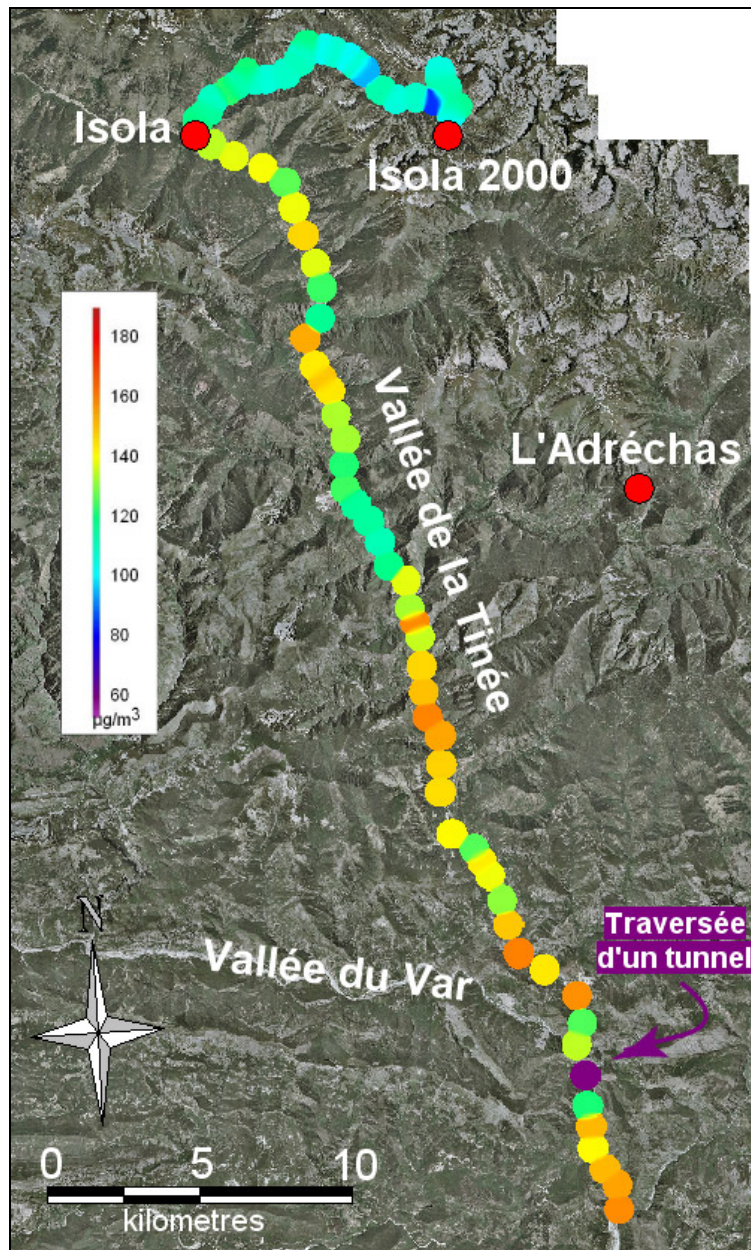 Isola
Isola 2000
180
160
140
120
100
80
60
µg/m³
Vallée de la Tinée
L'Adréchas
N
Vallée du Var
Traversée
d'un tunnel
0 5 10
kilometres